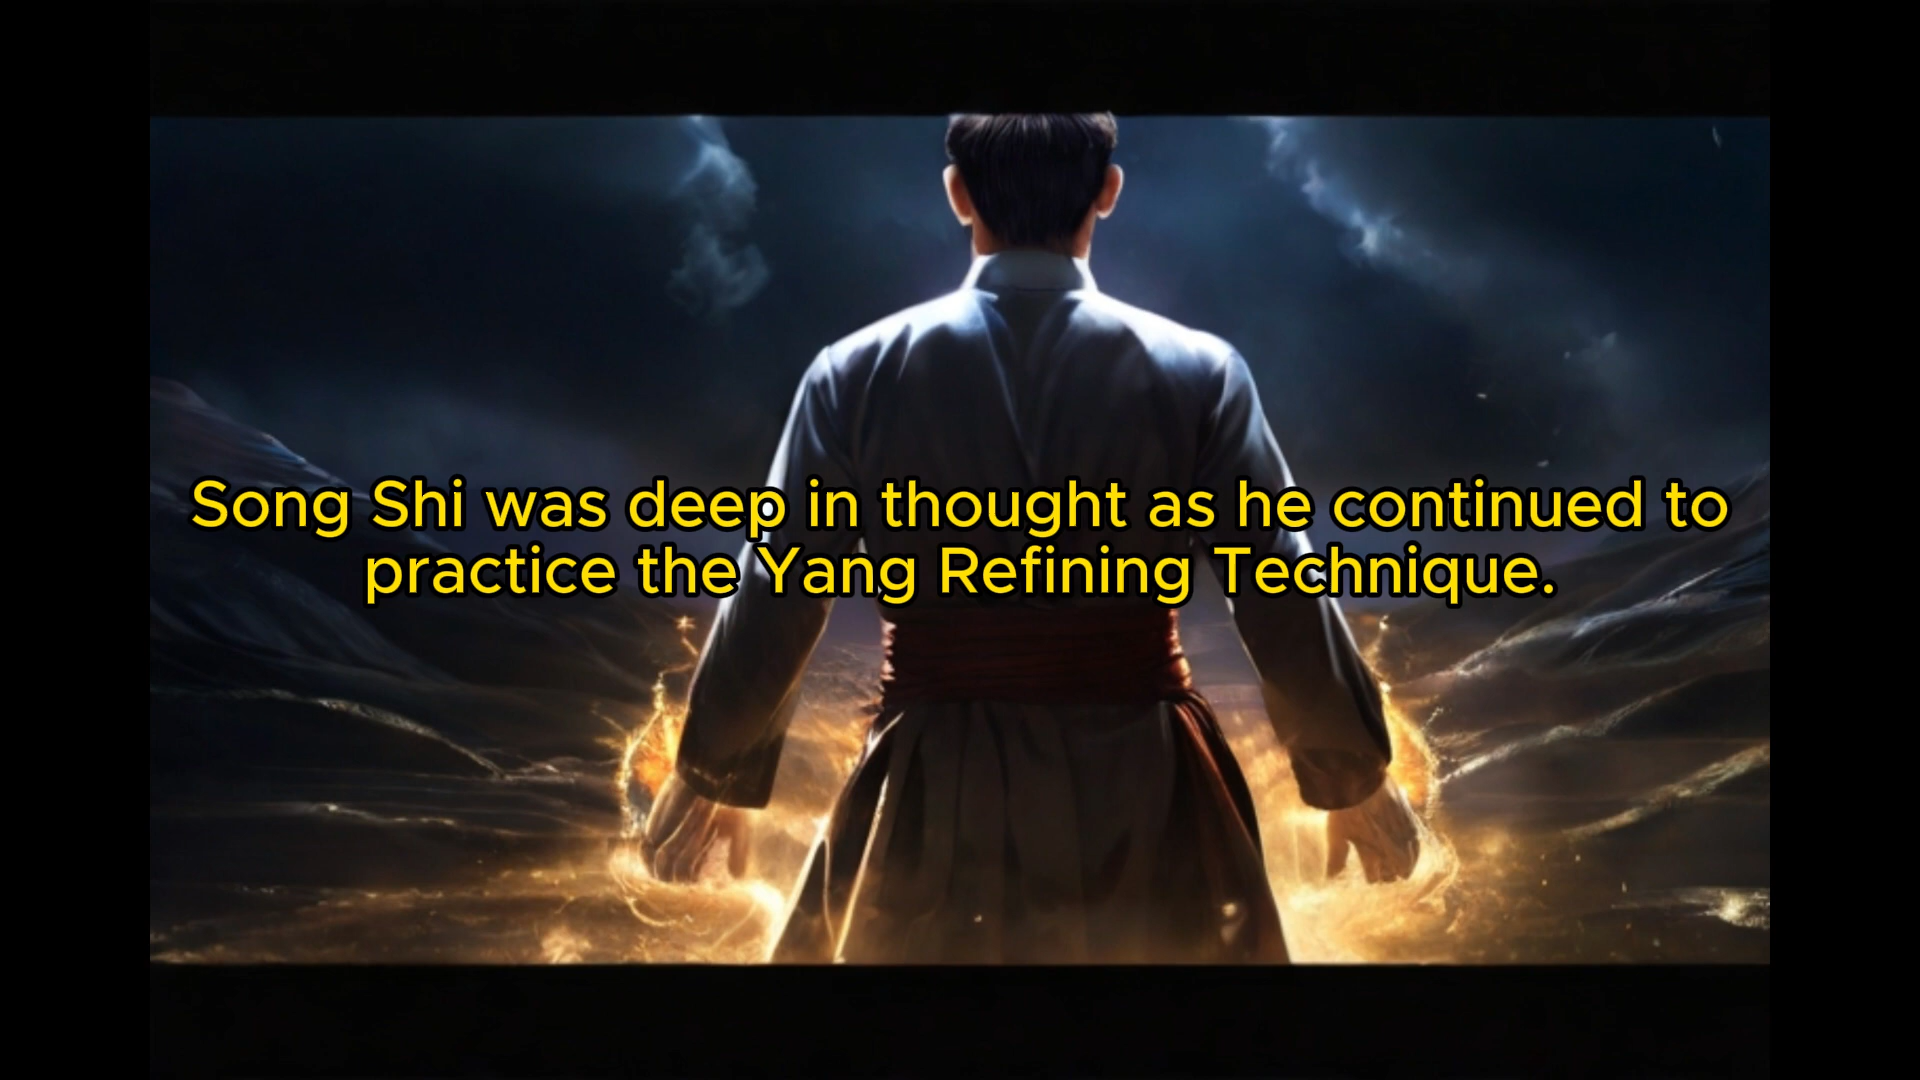 Song Shi was deep in thought as he continued to
practice the Yang Refining Technique.